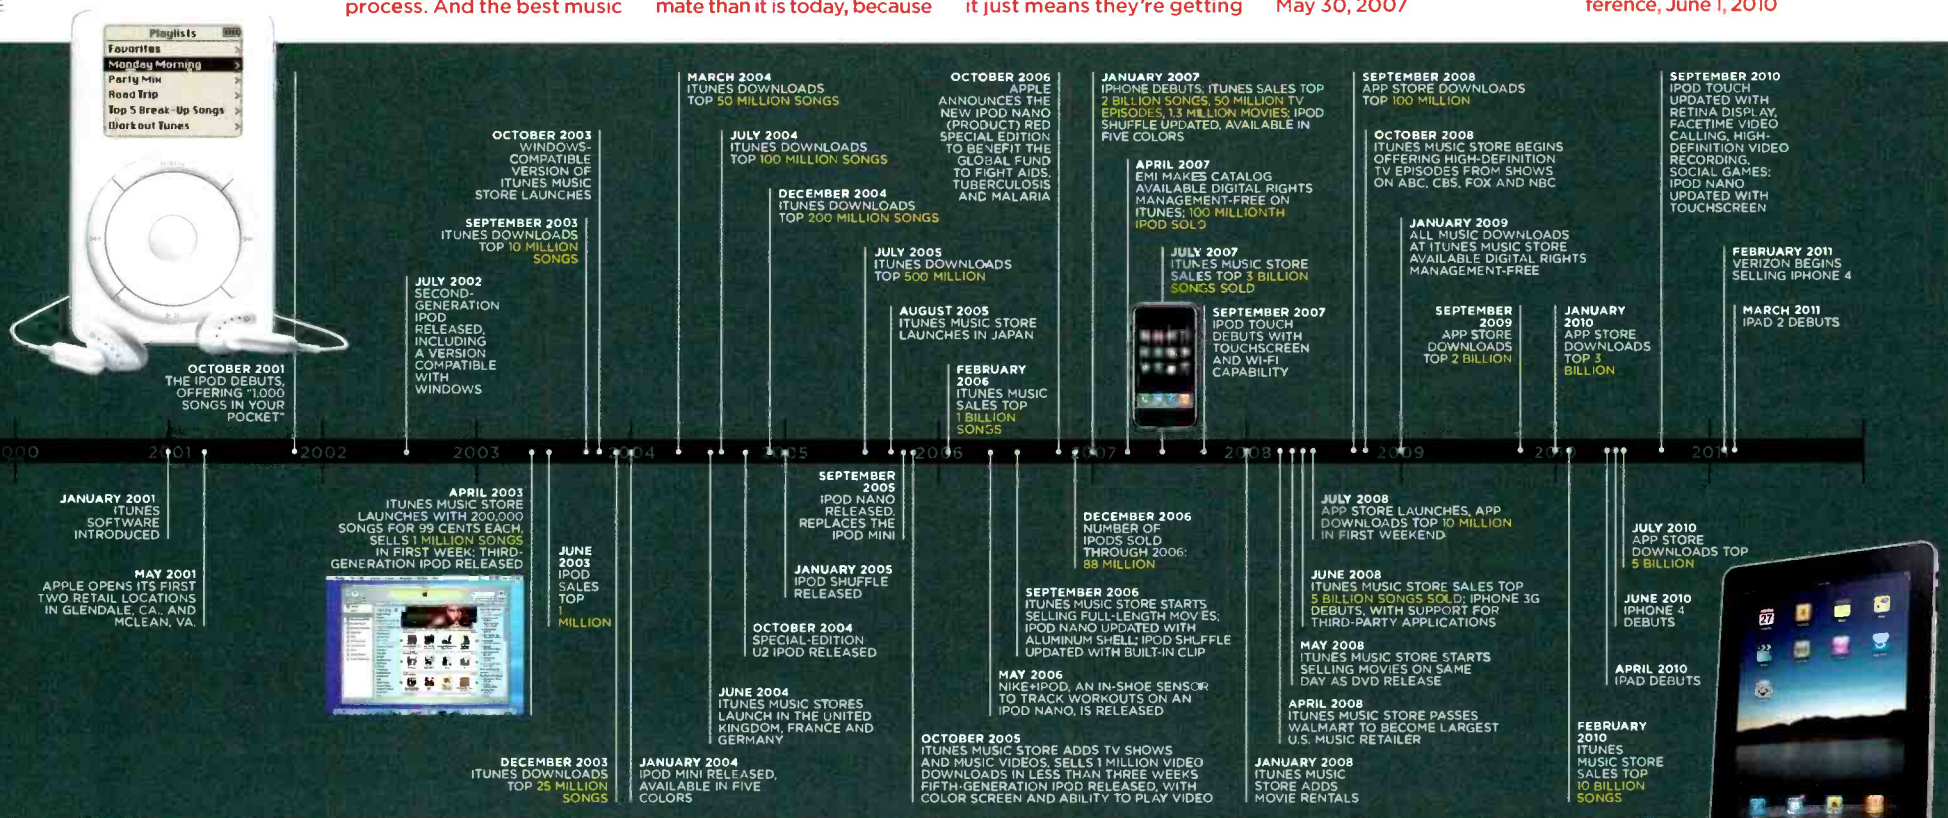 process. And the best music
mate than it is today, because
it just means they're getting
May 30, 2007
ference, June 1, 2010
Playlists
Favorites
Monday Morning
Party Mix
Road Trip
Top 5 Break-Up Songs
Workout Tunes
OCTOBER 2001
THE IPOD DEBUTS,
OFFERING "1,000
SONGS IN YOUR
POCKET"
JULY 2002
SECOND-
GENERATION
IPOD
RELEASED,
INCLUDING
A VERSION
COMPATIBLE
WITH
WINDOWS
SEPTEMBER 2003
ITUNES DOWNLOADS
TOP 10 MILLION
SONGS
OCTOBER 2003
WINDOWS-
COMPATIBLE
VERSION OF
ITUNES MUSIC
STORE LAUNCHES
MARCH 2004
ITUNES DOWNLOADS
TOP 50 MILLION SONGS
JULY 2004
ITUNES DOWNLOADS
TOP 100 MILLION SONGS
DECEMBER 2004
ITUNES DOWNLOADS
TOP 200 MILLION SONGS
JULY 2005
ITUNES DOWNLOADS
TOP 500 MILLION
AUGUST 2005
ITUNES MUSIC STORE
LAUNCHES IN JAPAN
FEBRUARY
2006
ITUNES MUSIC
SALES TOP
1 BILLION
SONGS
OCTOBER 2006
APPLE
ANNOUNCES THE
NEW IPOD NANO
(PRODUCT) RED
SPECIAL EDITION
TO BENEFIT THE
GLOBAL FUND
TO FIGHT AIDS,
TUBERCULOSIS
AND MALARIA
JANUARY 2007
IPHONE DEBUTS; ITUNES SALES TOP
2 BILLION SONGS, 50 MILLION TV
EPISODES, 1.3 MILLION MOVIES; IPOD
SHUFFLE UPDATED, AVAILABLE IN
FIVE COLORS
APRIL 2007
EMI MAKES CATALOG
AVAILABLE DIGITAL RIGHTS
MANAGEMENT-FREE ON
ITUNES; 100 MILLIONTH
IPOD SOLD
JULY 2007
ITUNES MUSIC STORE
SALES TOP 3 BILLION
SONGS SOLD
SEPTEMBER 2007
IPOD TOUCH
DEBUTS WITH
TOUCHSCREEN
AND WI-FI
CAPABILITY
SEPTEMBER 2008
APP STORE DOWNLOADS
TOP 100 MILLION
OCTOBER 2008
ITUNES MUSIC STORE BEGINS
OFFERING HIGH-DEFINITION
TV EPISODES FROM SHOWS
ON ABC, CBS, FOX AND NBC
JANUARY 2009
ALL MUSIC DOWNLOADS
AT ITUNES MUSIC STORE
AVAILABLE DIGITAL RIGHTS
MANAGEMENT-FREE
SEPTEMBER
2009
APP STORE
DOWNLOADS
TOP 2 BILLION
JANUARY
2010
APP STORE
DOWNLOADS
TOP 3
BILLION
SEPTEMBER 2010
IPOD TOUCH
UPDATED WITH
RETINA DISPLAY,
FACETIME VIDEO
CALLING, HIGH-
DEFINITION VIDEO
RECORDING,
SOCIAL GAMES;
IPOD NANO
UPDATED WITH
TOUCHSCREEN
FEBRUARY 2011
VERIZON BEGINS
SELLING IPHONE 4
MARCH 2011
IPAD 2 DEBUTS
2001 2002 2003 2004 2005 2006 2007 2008 2009
JANUARY 2001
ITUNES
SOFTWARE
INTRODUCED
MAY 2001
APPLE OPENS ITS FIRST
TWO RETAIL LOCATIONS
IN GLENDALE, CA., AND
MCLEAN, VA.
APRIL 2003
ITUNES MUSIC STORE
LAUNCHES WITH 200,000
SONGS FOR 99 CENTS EACH,
SELLS 1 MILLION SONGS
IN FIRST WEEK; THIRD-
GENERATION IPOD RELEASED
JUNE
2003
IPOD
SALES
TOP
1
MILLION
DECEMBER 2003
ITUNES DOWNLOADS
TOP 25 MILLION
SONGS
JANUARY 2004
IPOD MINI RELEASED,
AVAILABLE IN FIVE
COLORS
JUNE 2004
ITUNES MUSIC STORES
LAUNCH IN THE UNITED
KINGDOM, FRANCE AND
GERMANY
OCTOBER 2004
SPECIAL-EDITION
U2 IPOD RELEASED
JANUARY 2005
IPOD SHUFFLE
RELEASED
SEPTEMBER
2005
IPOD NANO
RELEASED,
REPLACES THE
IPOD MINI
OCTOBER 2005
ITUNES MUSIC STORE ADDS TV SHOWS
AND MUSIC VIDEOS, SELLS 1 MILLION VIDEO
DOWNLOADS IN LESS THAN THREE WEEKS
FIFTH-GENERATION IPOD RELEASED, WITH
COLOR SCREEN AND ABILITY TO PLAY VIDEO
MAY 2006
NIKE+IPOD, AN IN-SHOE SENSOR
TO TRACK WORKOUTS ON AN
IPOD NANO, IS RELEASED
SEPTEMBER 2006
ITUNES MUSIC STORE STARTS
SELLING FULL-LENGTH MOVIES;
IPOD NANO UPDATED WITH
ALUMINUM SHELL; IPOD SHUFFLE
UPDATED WITH BUILT-IN CLIP
DECEMBER 2006
NUMBER OF
IPODS SOLD
THROUGH 2006:
88 MILLION
JANUARY 2008
ITUNES MUSIC
STORE ADDS
MOVIE RENTALS
APRIL 2008
ITUNES MUSIC STORE PASSES
WALMART TO BECOME LARGEST
U.S. MUSIC RETAILER
MAY 2008
ITUNES MUSIC STORE STARTS
SELLING MOVIES ON SAME
DAY AS DVD RELEASE
JUNE 2008
ITUNES MUSIC STORE SALES TOP
5 BILLION SONGS SOLD; IPHONE 3G
DEBUTS, WITH SUPPORT FOR
THIRD-PARTY APPLICATIONS
JULY 2008
APP STORE LAUNCHES, APP
DOWNLOADS TOP 10 MILLION
IN FIRST WEEKEND
FEBRUARY
2010
ITUNES
MUSIC STORE
SALES TOP
10 BILLION
SONGS
APRIL 2010
IPAD DEBUTS
JUNE 2010
IPHONE 4
DEBUTS
JULY 2010
APP STORE
DOWNLOADS TOP
5 BILLION
27